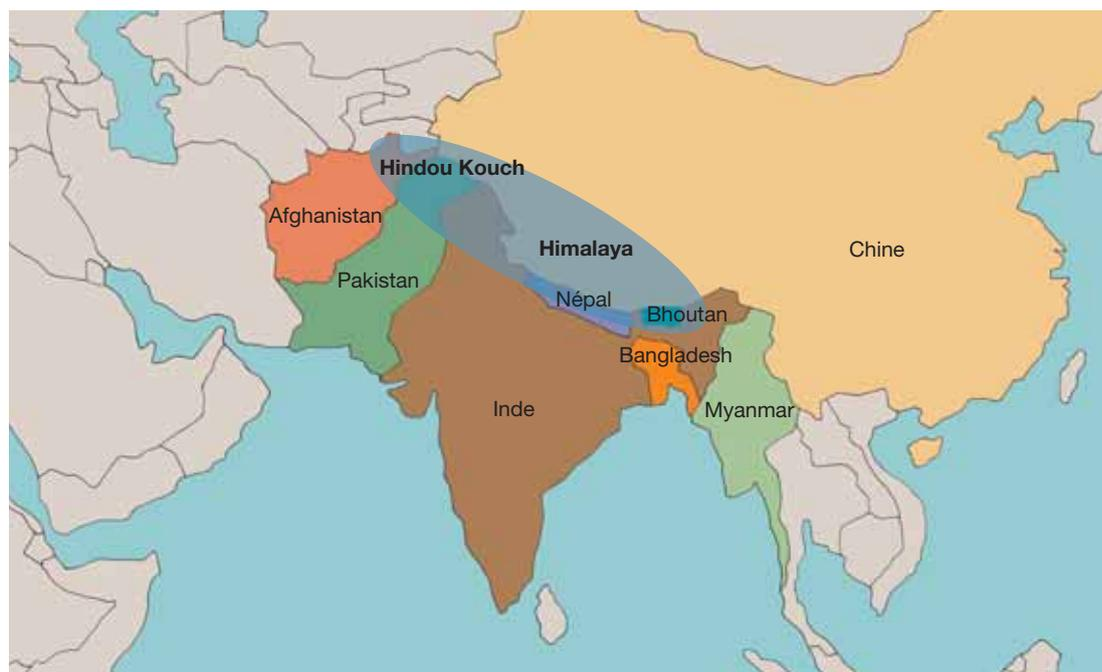 Hindou Kouch
Afghanistan
Himalaya
Chine
Pakistan
Népal
Bhoutan
Bangladesh
Inde
Myanmar